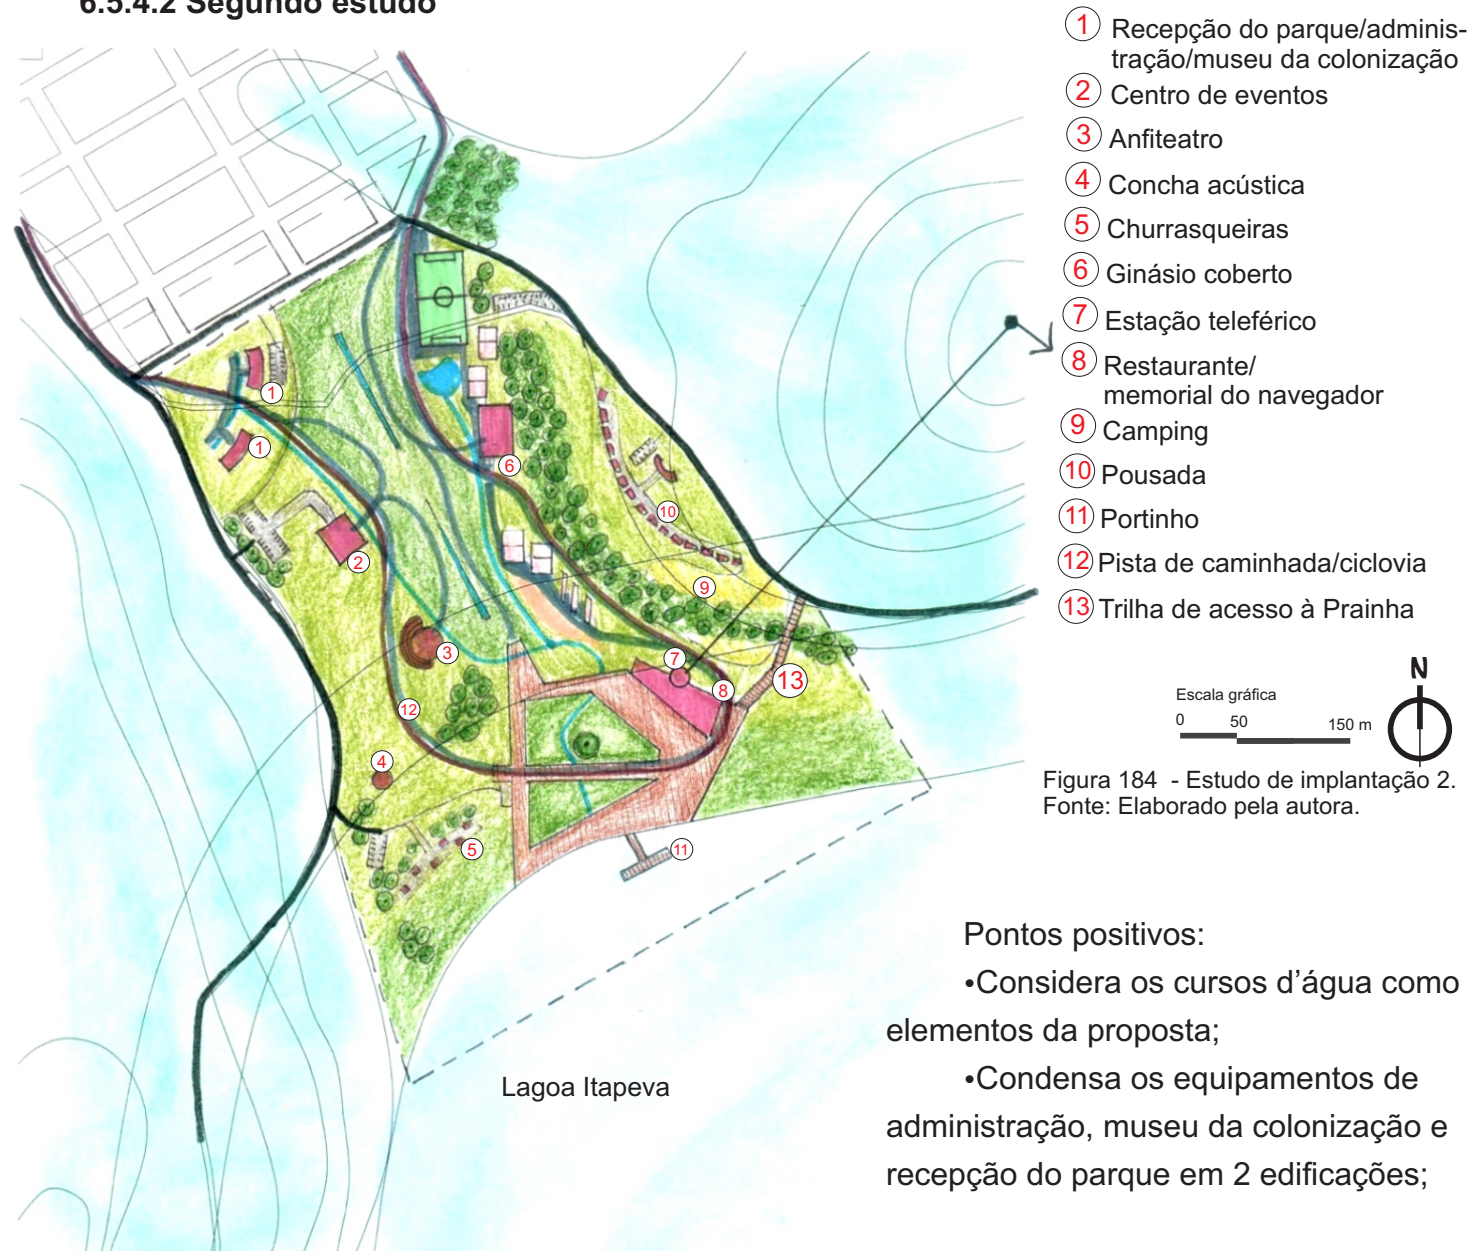 6.5.4.2 Segundo estudo
1 Recepção do parque/adminis-
tração/museu da colonização
2 Centro de eventos
3 Anfiteatro
4 Concha acústica
5 Churrasqueiras
6 Ginásio coberto
7 Estação teleférico
8 Restaurante/
memorial do navegador
9 Camping
10 Pousada
11 Portinho
12 Pista de caminhada/ciclovia
13 Trilha de acesso à Prainha
1
1
2
3
4
5
6
7
8
9
10
11
12
13
N
Escala gráfica
0 50 150 m
Figura 184 - Estudo de implantação 2.
Fonte: Elaborado pela autora.
Lagoa Itapeva
Pontos positivos:
•Considera os cursos d’água como
elementos da proposta;
•Condensa os equipamentos de
administração, museu da colonização e
recepção do parque em 2 edificações;